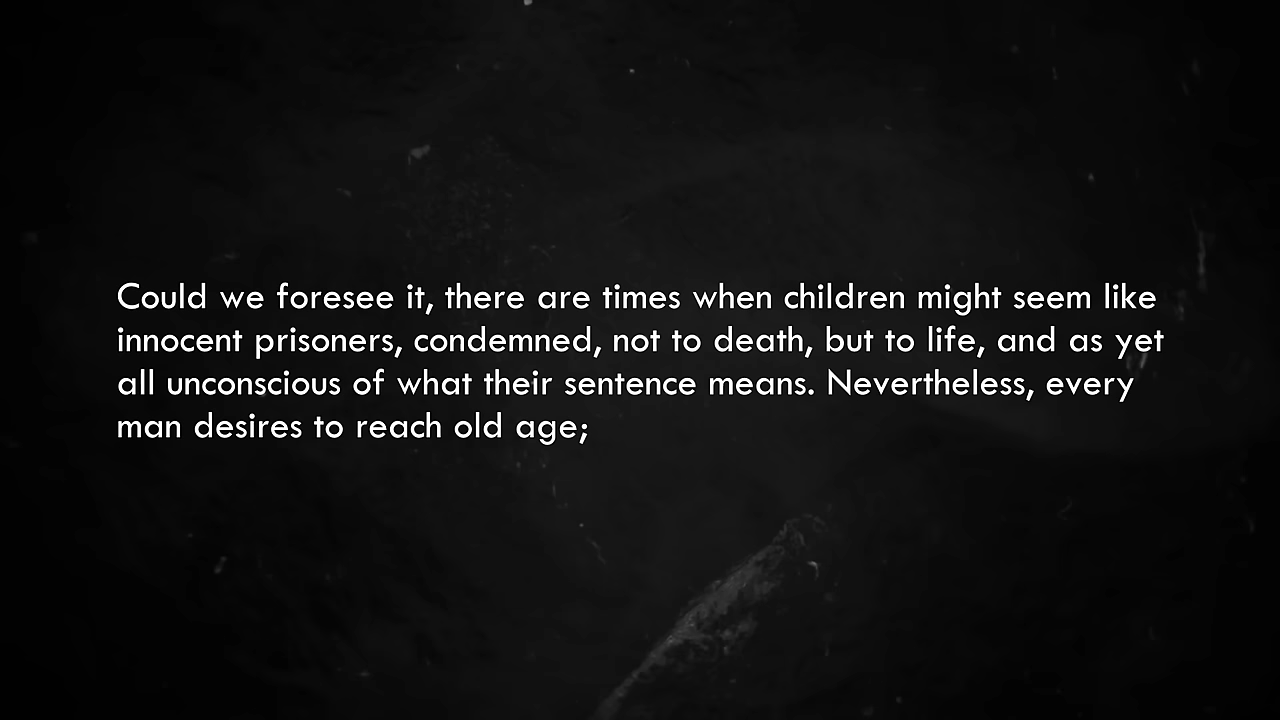 Could we foresee it, there are times when children might seem like
innocent prisoners, condemned, not to death, but to life, and as yet
all unconscious of what their sentence means. Nevertheless, every
man desires to reach old age;